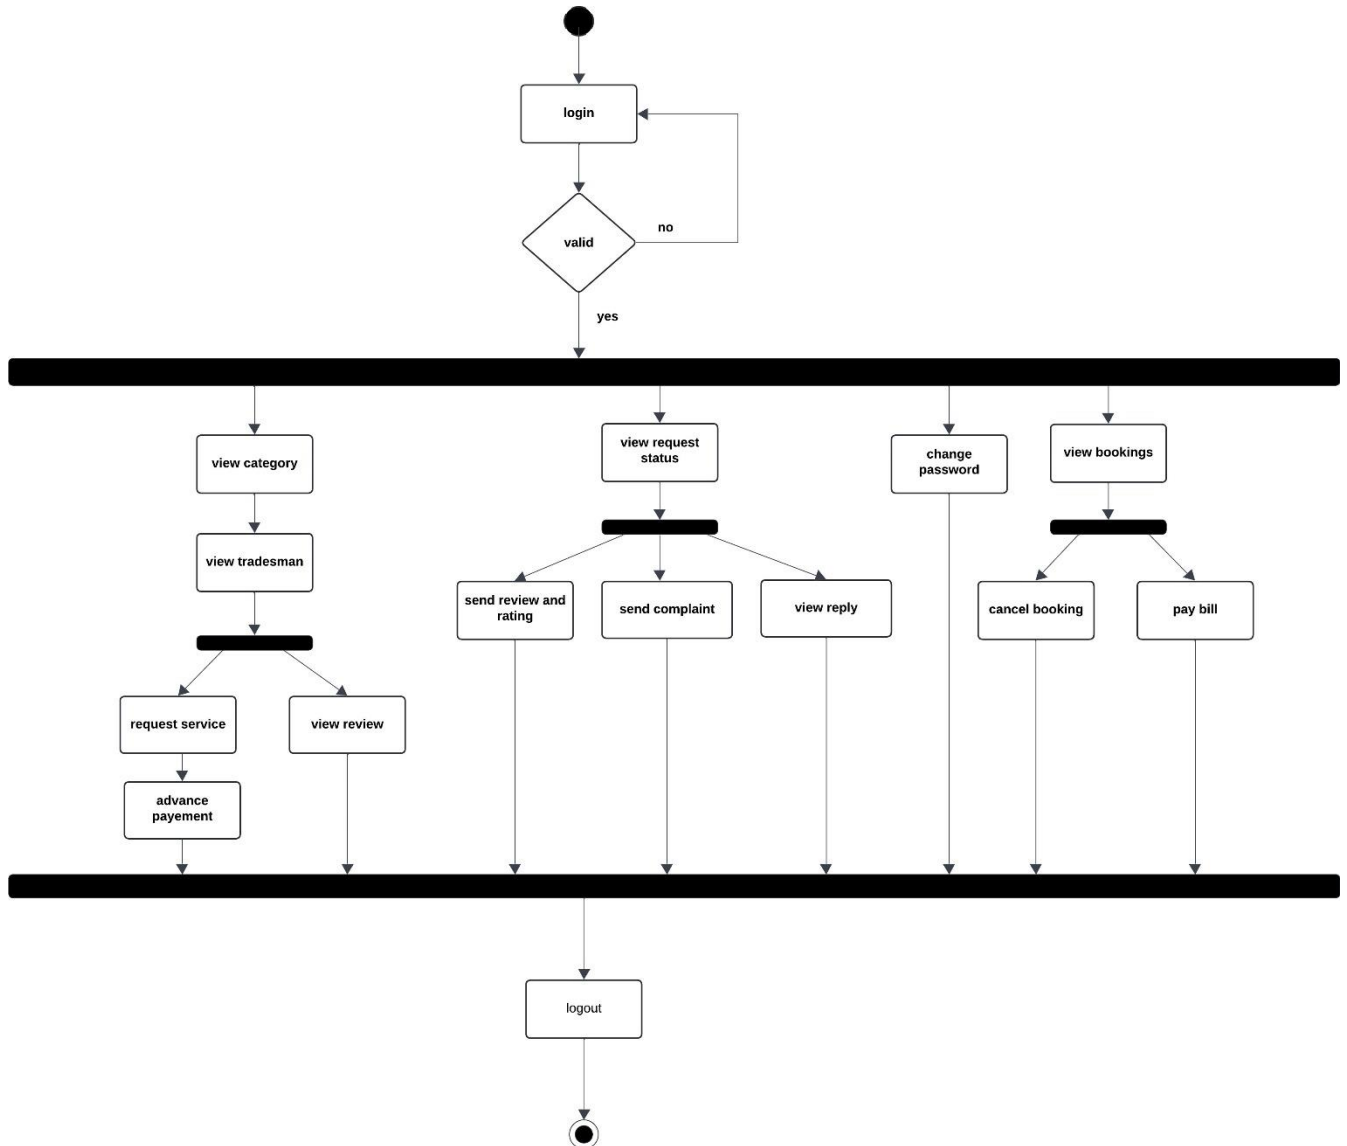 login
no
valid
yes
view category
view request
status
change
password
view bookings
view tradesman
send review and
rating
send complaint
view reply
cancel booking
pay bill
request service
view review
advance
payement
logout